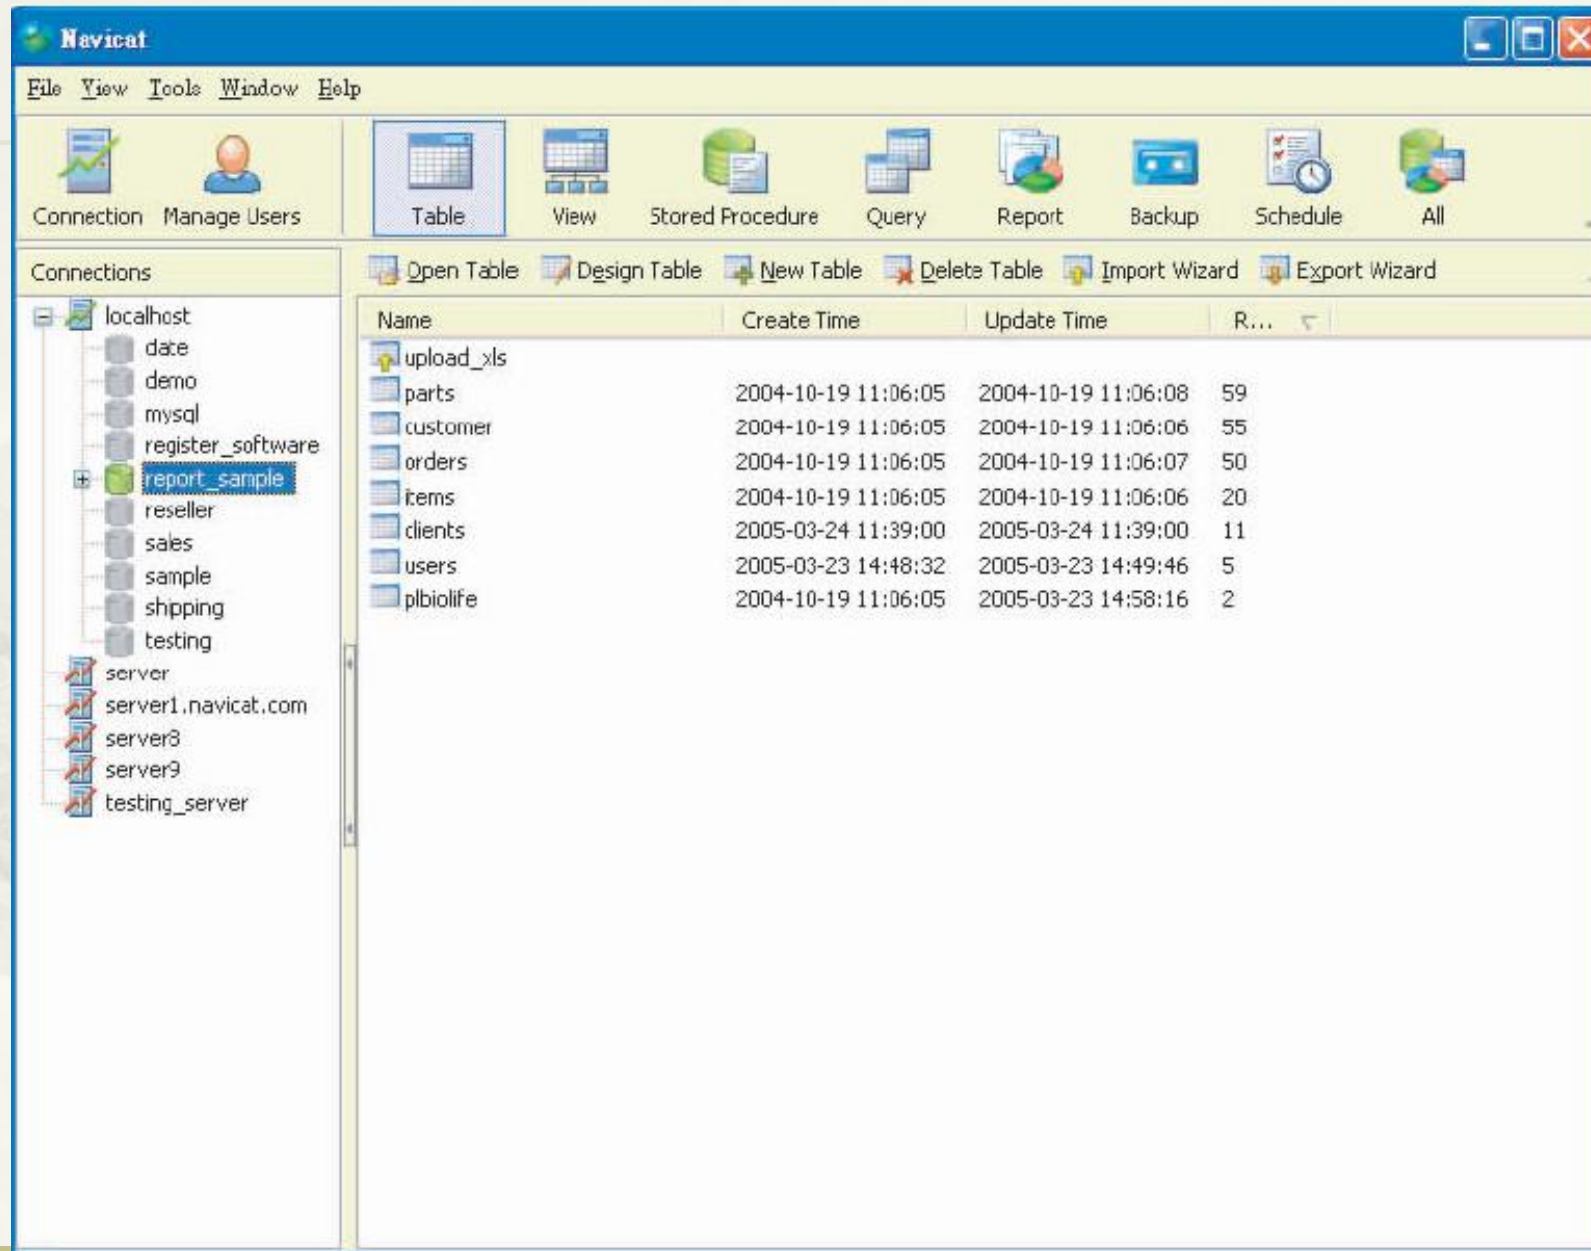 Navicat
File View Tools Window Help
Connection Manage Users Table View Stored Procedure Query Report Backup Schedule All
Connections
Open Table Design Table New Table Delete Table Import Wizard Export Wizard
localhost
date
demo
mysql
register_software
report_sample
reseller
sales
sample
shipping
testing
server
server1.navicat.com
server8
server9
testing_server
Name Create Time Update Time R...
upload_xls
parts 2004-10-19 11:06:05 2004-10-19 11:06:08 59
customer 2004-10-19 11:06:05 2004-10-19 11:06:06 55
orders 2004-10-19 11:06:05 2004-10-19 11:06:07 50
items 2004-10-19 11:06:05 2004-10-19 11:06:06 20
clients 2005-03-24 11:39:00 2005-03-24 11:39:00 11
users 2005-03-23 14:48:32 2005-03-23 14:49:46 5
plbiolife 2004-10-19 11:06:05 2005-03-23 14:58:16 2